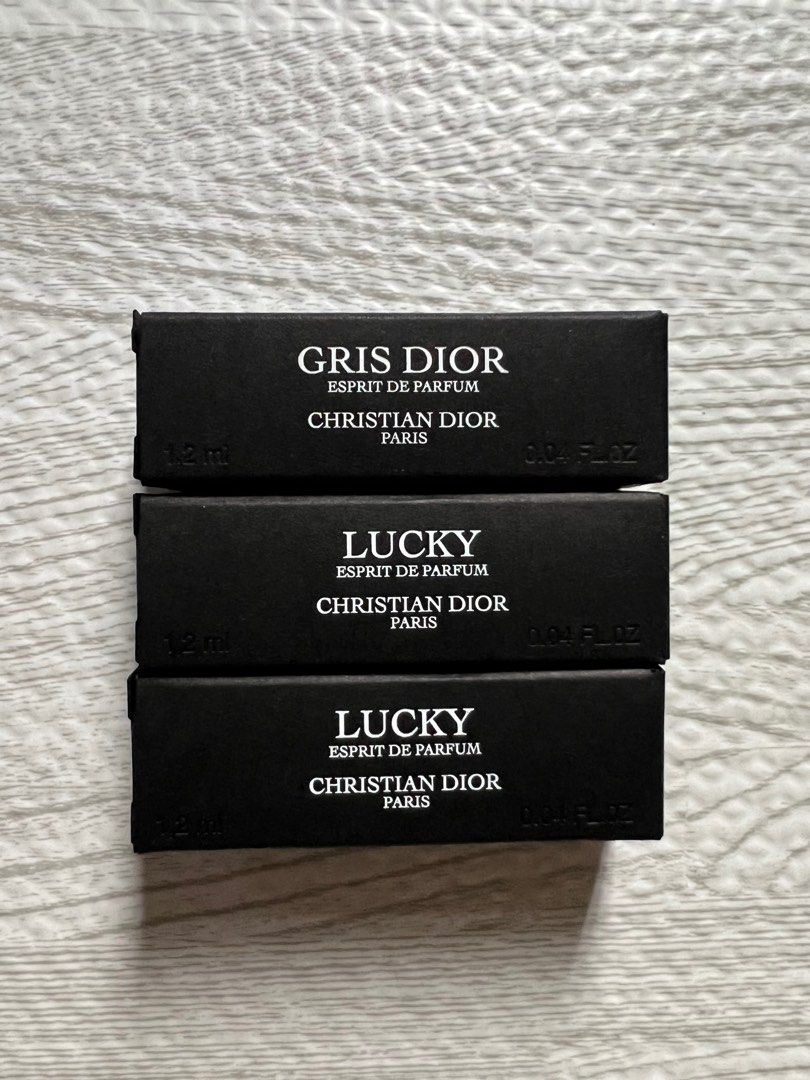 GRIS DIOR
ESPRIT DE PARFUM
CHRISTIAN DIOR
PARIS
1.2 ml 0.04 FL.OZ
LUCKY
ESPRIT DE PARFUM
CHRISTIAN DIOR
PARIS
1.2 ml 0.04 FL.OZ
LUCKY
ESPRIT DE PARFUM
CHRISTIAN DIOR
PARIS
1.2 ml 0.04 FL.OZ